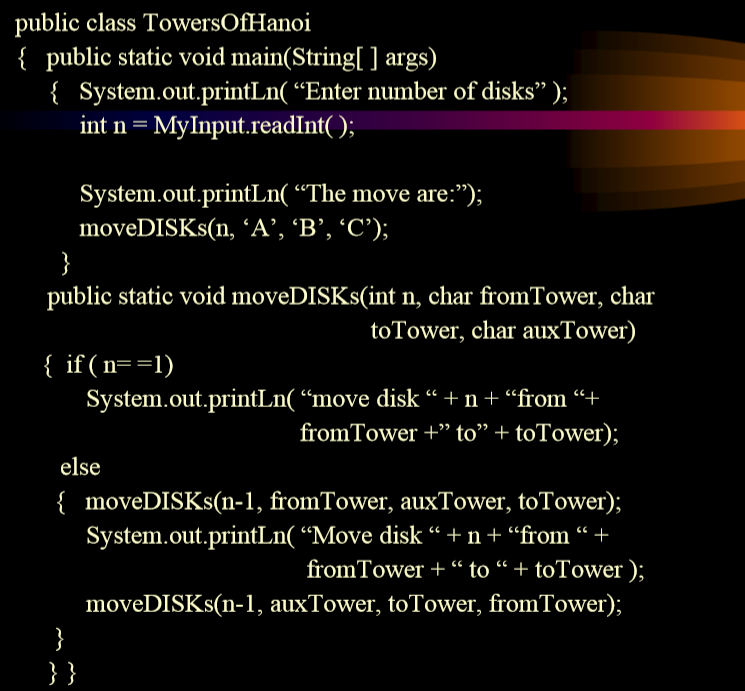 public class TowersOfHanoi
{ public static void main(String[ ] args)
{ System.out.printLn( “Enter number of disks” );
int n = MyInput.readInt( );
System.out.printLn( “The move are:”);
moveDISKs(n, ‘A’, ‘B’, ‘C’);
}
public static void moveDISKs(int n, char fromTower, char
toTower, char auxTower)
{ if ( n= =1)
System.out.printLn( “move disk “ + n + “from “+
fromTower +” to” + toTower);
else
{ moveDISKs(n-1, fromTower, auxTower, toTower);
System.out.printLn( “Move disk “ + n + “from “ +
fromTower + “ to “ + toTower );
moveDISKs(n-1, auxTower, toTower, fromTower);
}
} }